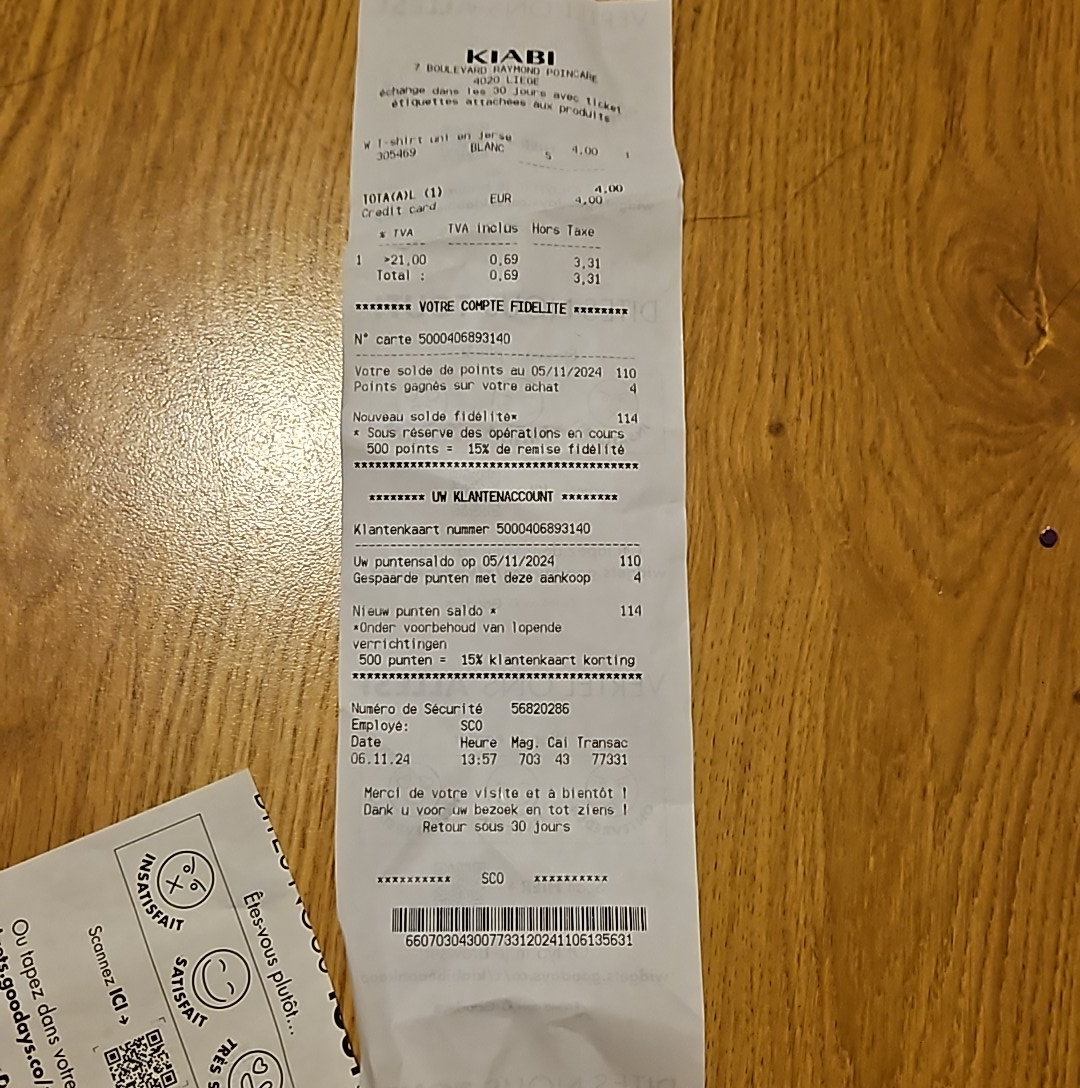 KIABI
7 BOULEVARD RAYMOND POINCARE
4020 LIEGE
échange dans les 30 jours avec ticket
étiquettes attachées aux produits
W T-shirt uni en Jerse
305469 BLANC S 4.00 1
TOTA(A)L (1) 4.00
Credit card EUR 4.00
% TVA TVA inclus Hors Taxe
1 >21,00 0,69 3,31
Total : 0,69 3,31
******** VOTRE COMPTE FIDELITE ********
N° carte 5000406893140
Votre solde de points au 05/11/2024 110
Points gagnés sur votre achat 4
Nouveau solde fidélité* 114
* Sous réserve des opérations en cours
500 points = 15% de remise fidélité
****************************************
******** UW KLANTENACCOUNT ********
Klantenkaart nummer 5000406893140
Uw puntensaldo op 05/11/2024 110
Gespaarde punten met deze aankoop 4
Nieuw punten saldo * 114
*Onder voorbehoud van lopende
verrichtingen
500 punten = 15% klantenkaart korting
****************************************
Numéro de Sécurité 56820286
Employé: SCO
Date Heure Mag. Cai Transac
06.11.24 13:57 703 43 77331
Merci de votre visite et à bientôt !
Dank u voor uw bezoek en tot ziens !
Retour sous 30 jours
********** SCO **********
660703043007733120241106135631
Êtes-vous plutôt...
INSATISFAIT
SATISFAIT
TRÈS
Scannez ICI →
Ou tapez dans votre
.goodays.co/